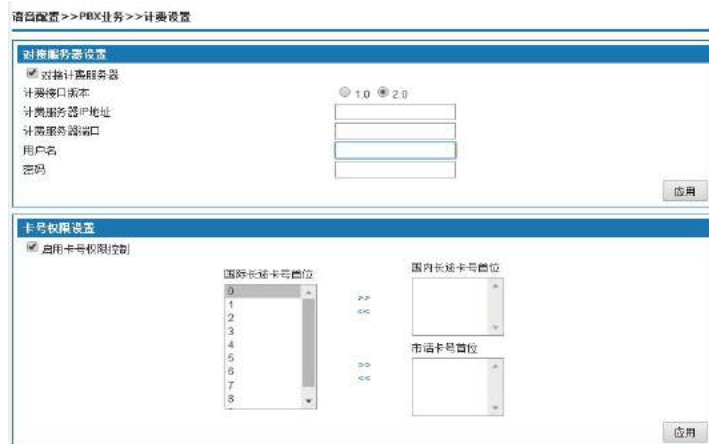 语音配置>>PBX业务>>计费设置
对接服务器设置
对接计费服务器
计费接口版本 1.0 2.0
计费服务器IP地址
计费服务器端口
用户名
密码
应用
卡号权限设置
启用卡号权限控制
国际长途卡号首位
0
1
2
3
4
5
6
7
8
>>
<<
>>
<<
国内长途卡号首位
市话卡号首位
应用